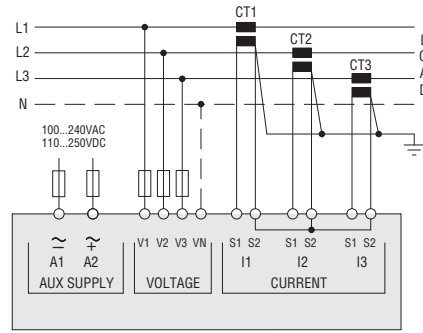 CT1
L1
CT2
L2
CT3
L3
N
L
O
A
D
100...240VAC
110...250VDC
V1 V2 V3 VN
S1 S2 S1 S2 S1 S2
A1 A2
I1 I2 I3
AUX SUPPLY VOLTAGE CURRENT